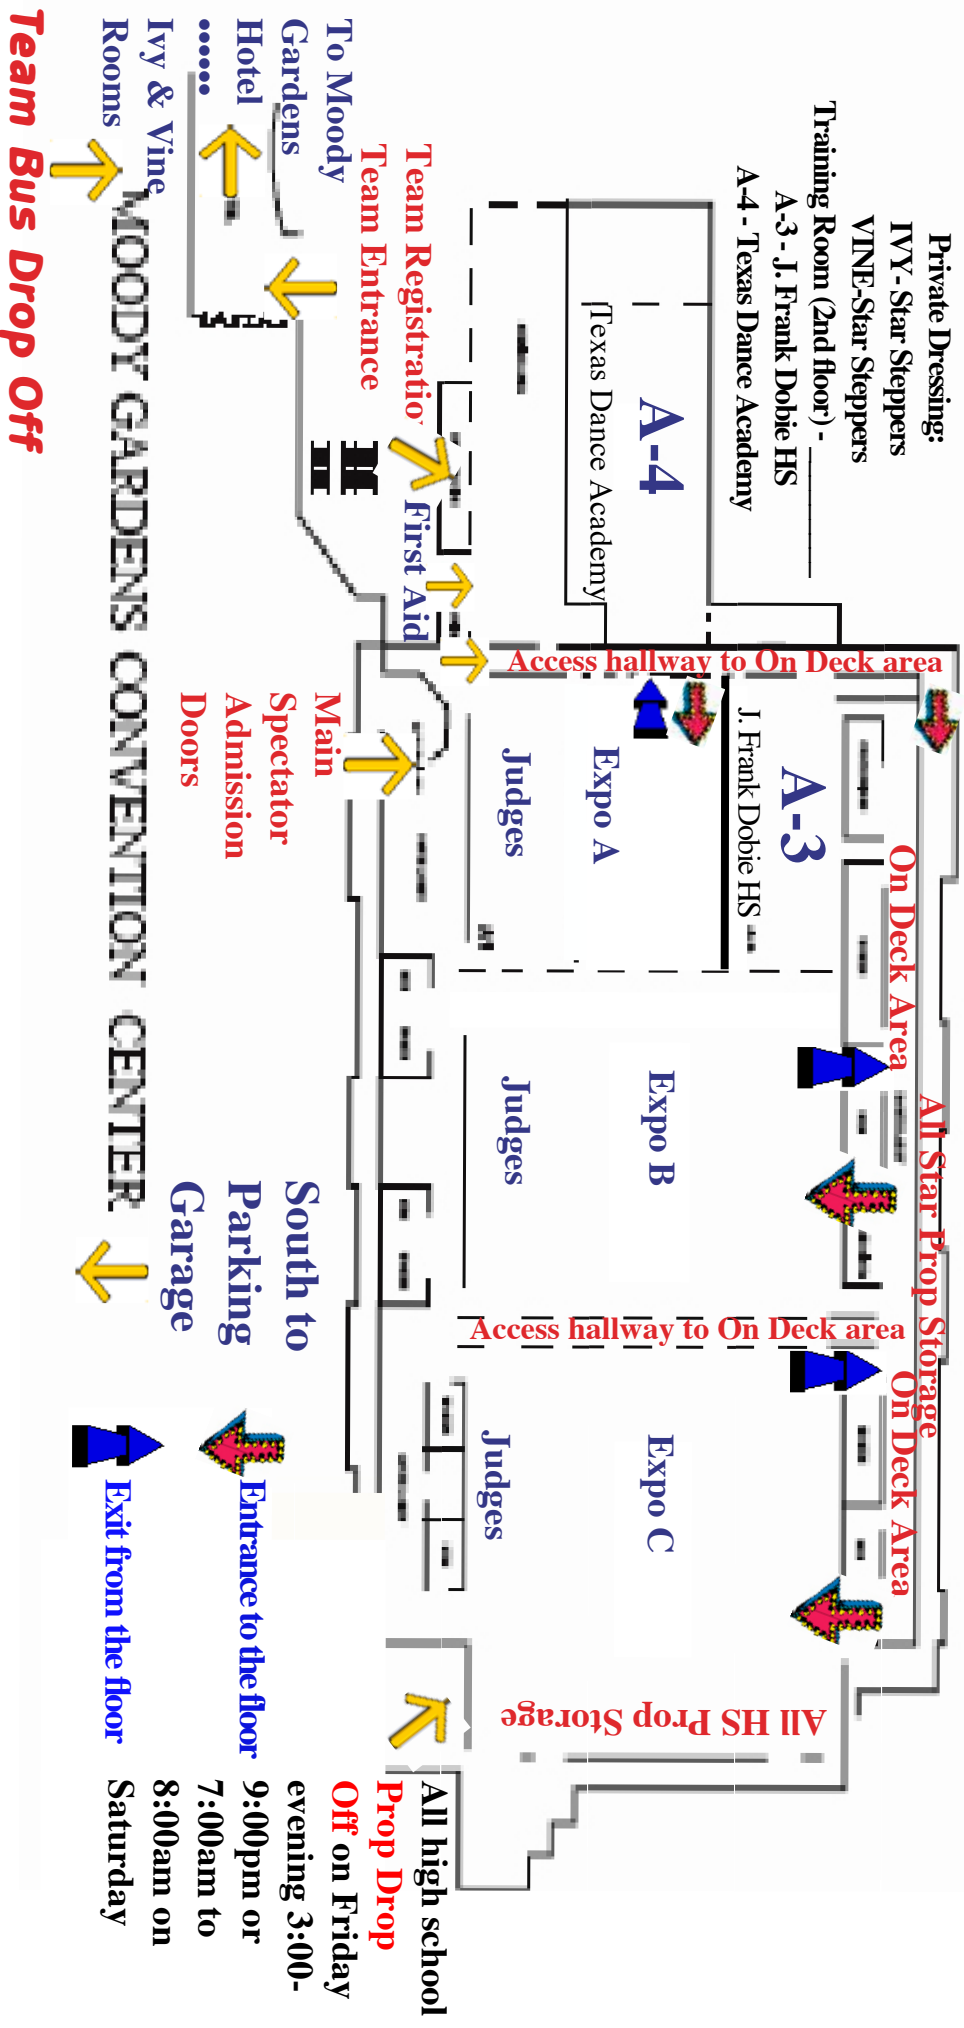 Private Dressing:
IVY- Star Steppers
VINE-Star Steppers
Training Room (2nd floor) -
A-3 - J. Frank Dobie HS
A-4 - Texas Dance Academy
A-4
Texas Dance Academy
Access hallway to On Deck area
A-3
J. Frank Dobie HS
On Deck Area
All Star Prop Storage
On Deck Area
Expo A
Judges
Expo B
Judges
Access hallway to On Deck area
Expo C
Judges
All HS Prop Storage
To Moody
Gardens
Hotel
••••••
Ivy & Vine
Rooms
Team Registratio
Team Entrance
First Aid
Main
Spectator
Admission
Doors
South to
Parking
Garage
Entrance to the floor
Exit from the floor
All high school
Prop Drop
Off on Friday
evening 3:00-
9:00pm or
7:00am to
8:00am on
Saturday
MOODY GARDENS CONVENTION CENTER
Team Bus Drop Off